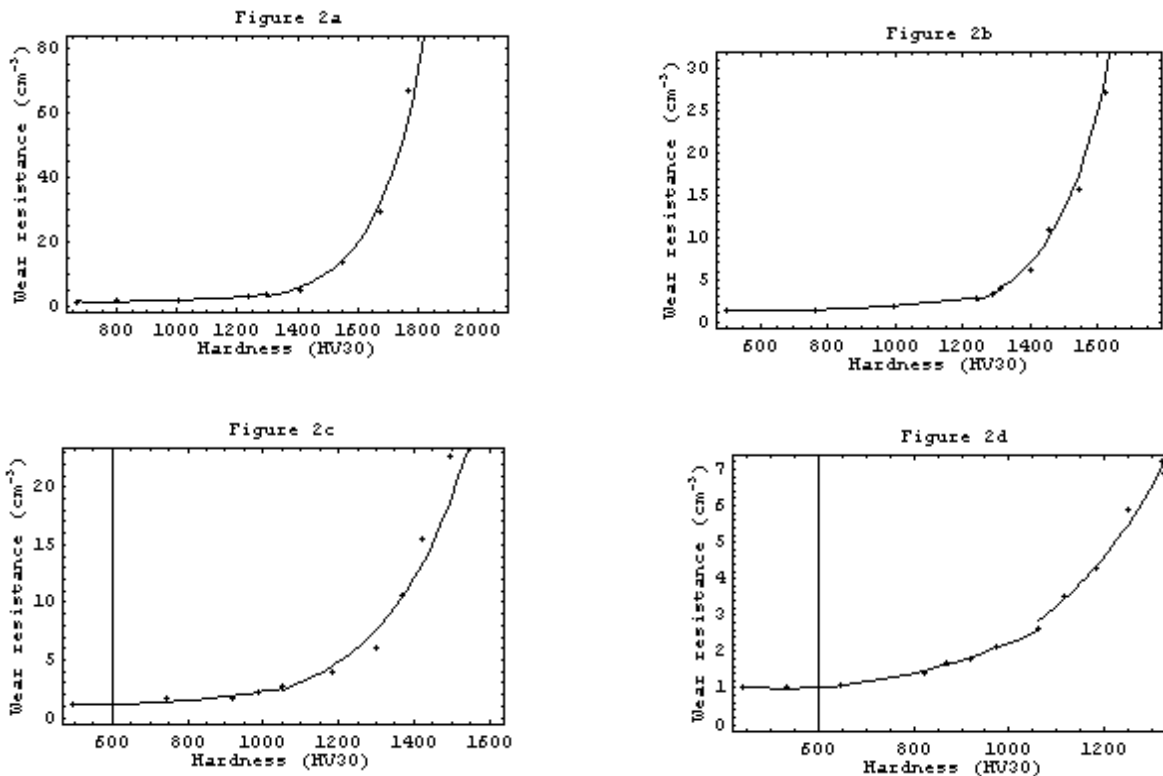 Figure 2a
Wear resistance (cm-3)
80
60
40
20
0
800 1000 1200 1400 1600 1800 2000
Hardness (HV30)
Figure 2b
Wear resistance (cm-3)
30
25
20
15
10
5
0
600 800 1000 1200 1400 1600
Hardness (HV30)
Figure 2c
Wear resistance (cm-3)
20
15
10
5
0
600 800 1000 1200 1400 1600
Hardness (HV30)
Figure 2d
Wear resistance (cm-3)
7
6
5
4
3
2
1
0
600 800 1000 1200
Hardness (HV30)